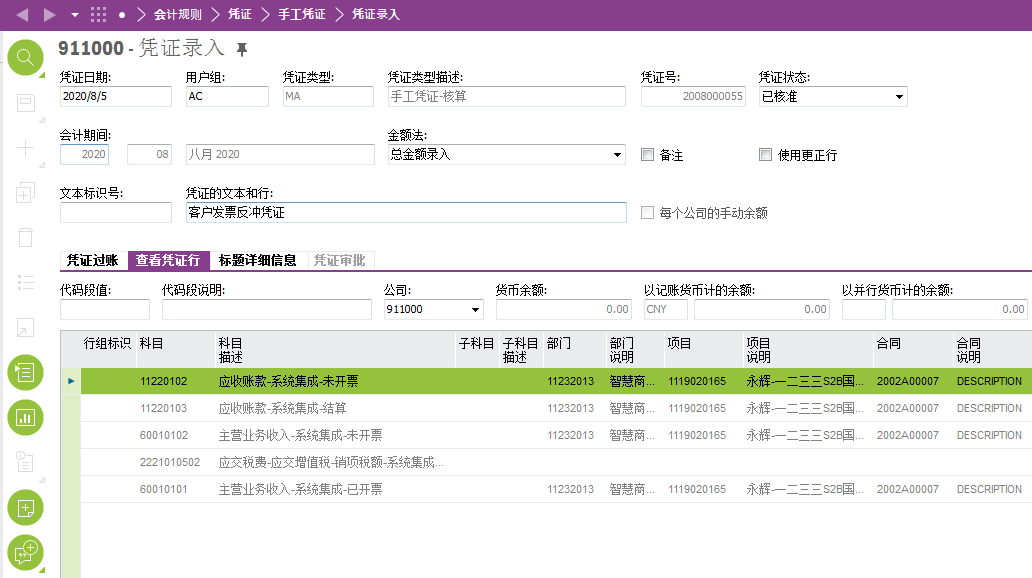 会计规则 凭证 手工凭证 凭证录入
911000 - 凭证录入
凭证日期: 用户组: 凭证类型: 凭证类型描述: 凭证号: 凭证状态:
2020/8/5 AC MA 手工凭证-核算 2008000055 已核准
会计期间: 金额法:
2020 08 八月 2020 总金额录入 备注 使用更正行
文本标识号: 凭证的文本和行:
客户发票反冲凭证 每个公司的手动余额
凭证过账 查看凭证行 标题详细信息 凭证审批
代码段值: 代码段说明: 公司: 货币余额: 以记账货币计的余额: 以并行货币计的余额:
911000 0.00 CNY 0.00 0.00
行组标识 科目 科目 描述 子科目 子科目 描述 部门 部门 说明 项目 项目 说明 合同 合同 说明
11220102 应收账款-系统集成-未开票 11232013 智慧商... 1119020165 永辉-一二三三S2B国... 2002A00007 DESCRIPTION
11220103 应收账款-系统集成-结算 11232013 智慧商... 1119020165 永辉-一二三三S2B国... 2002A00007 DESCRIPTION
60010102 主营业务收入-系统集成-未开票 11232013 智慧商... 1119020165 永辉-一二三三S2B国... 2002A00007 DESCRIPTION
2221010502 应交税费-应交增值税-销项税额-系统集成...
60010101 主营业务收入-系统集成-已开票 11232013 智慧商... 1119020165 永辉-一二三三S2B国... 2002A00007 DESCRIPTION